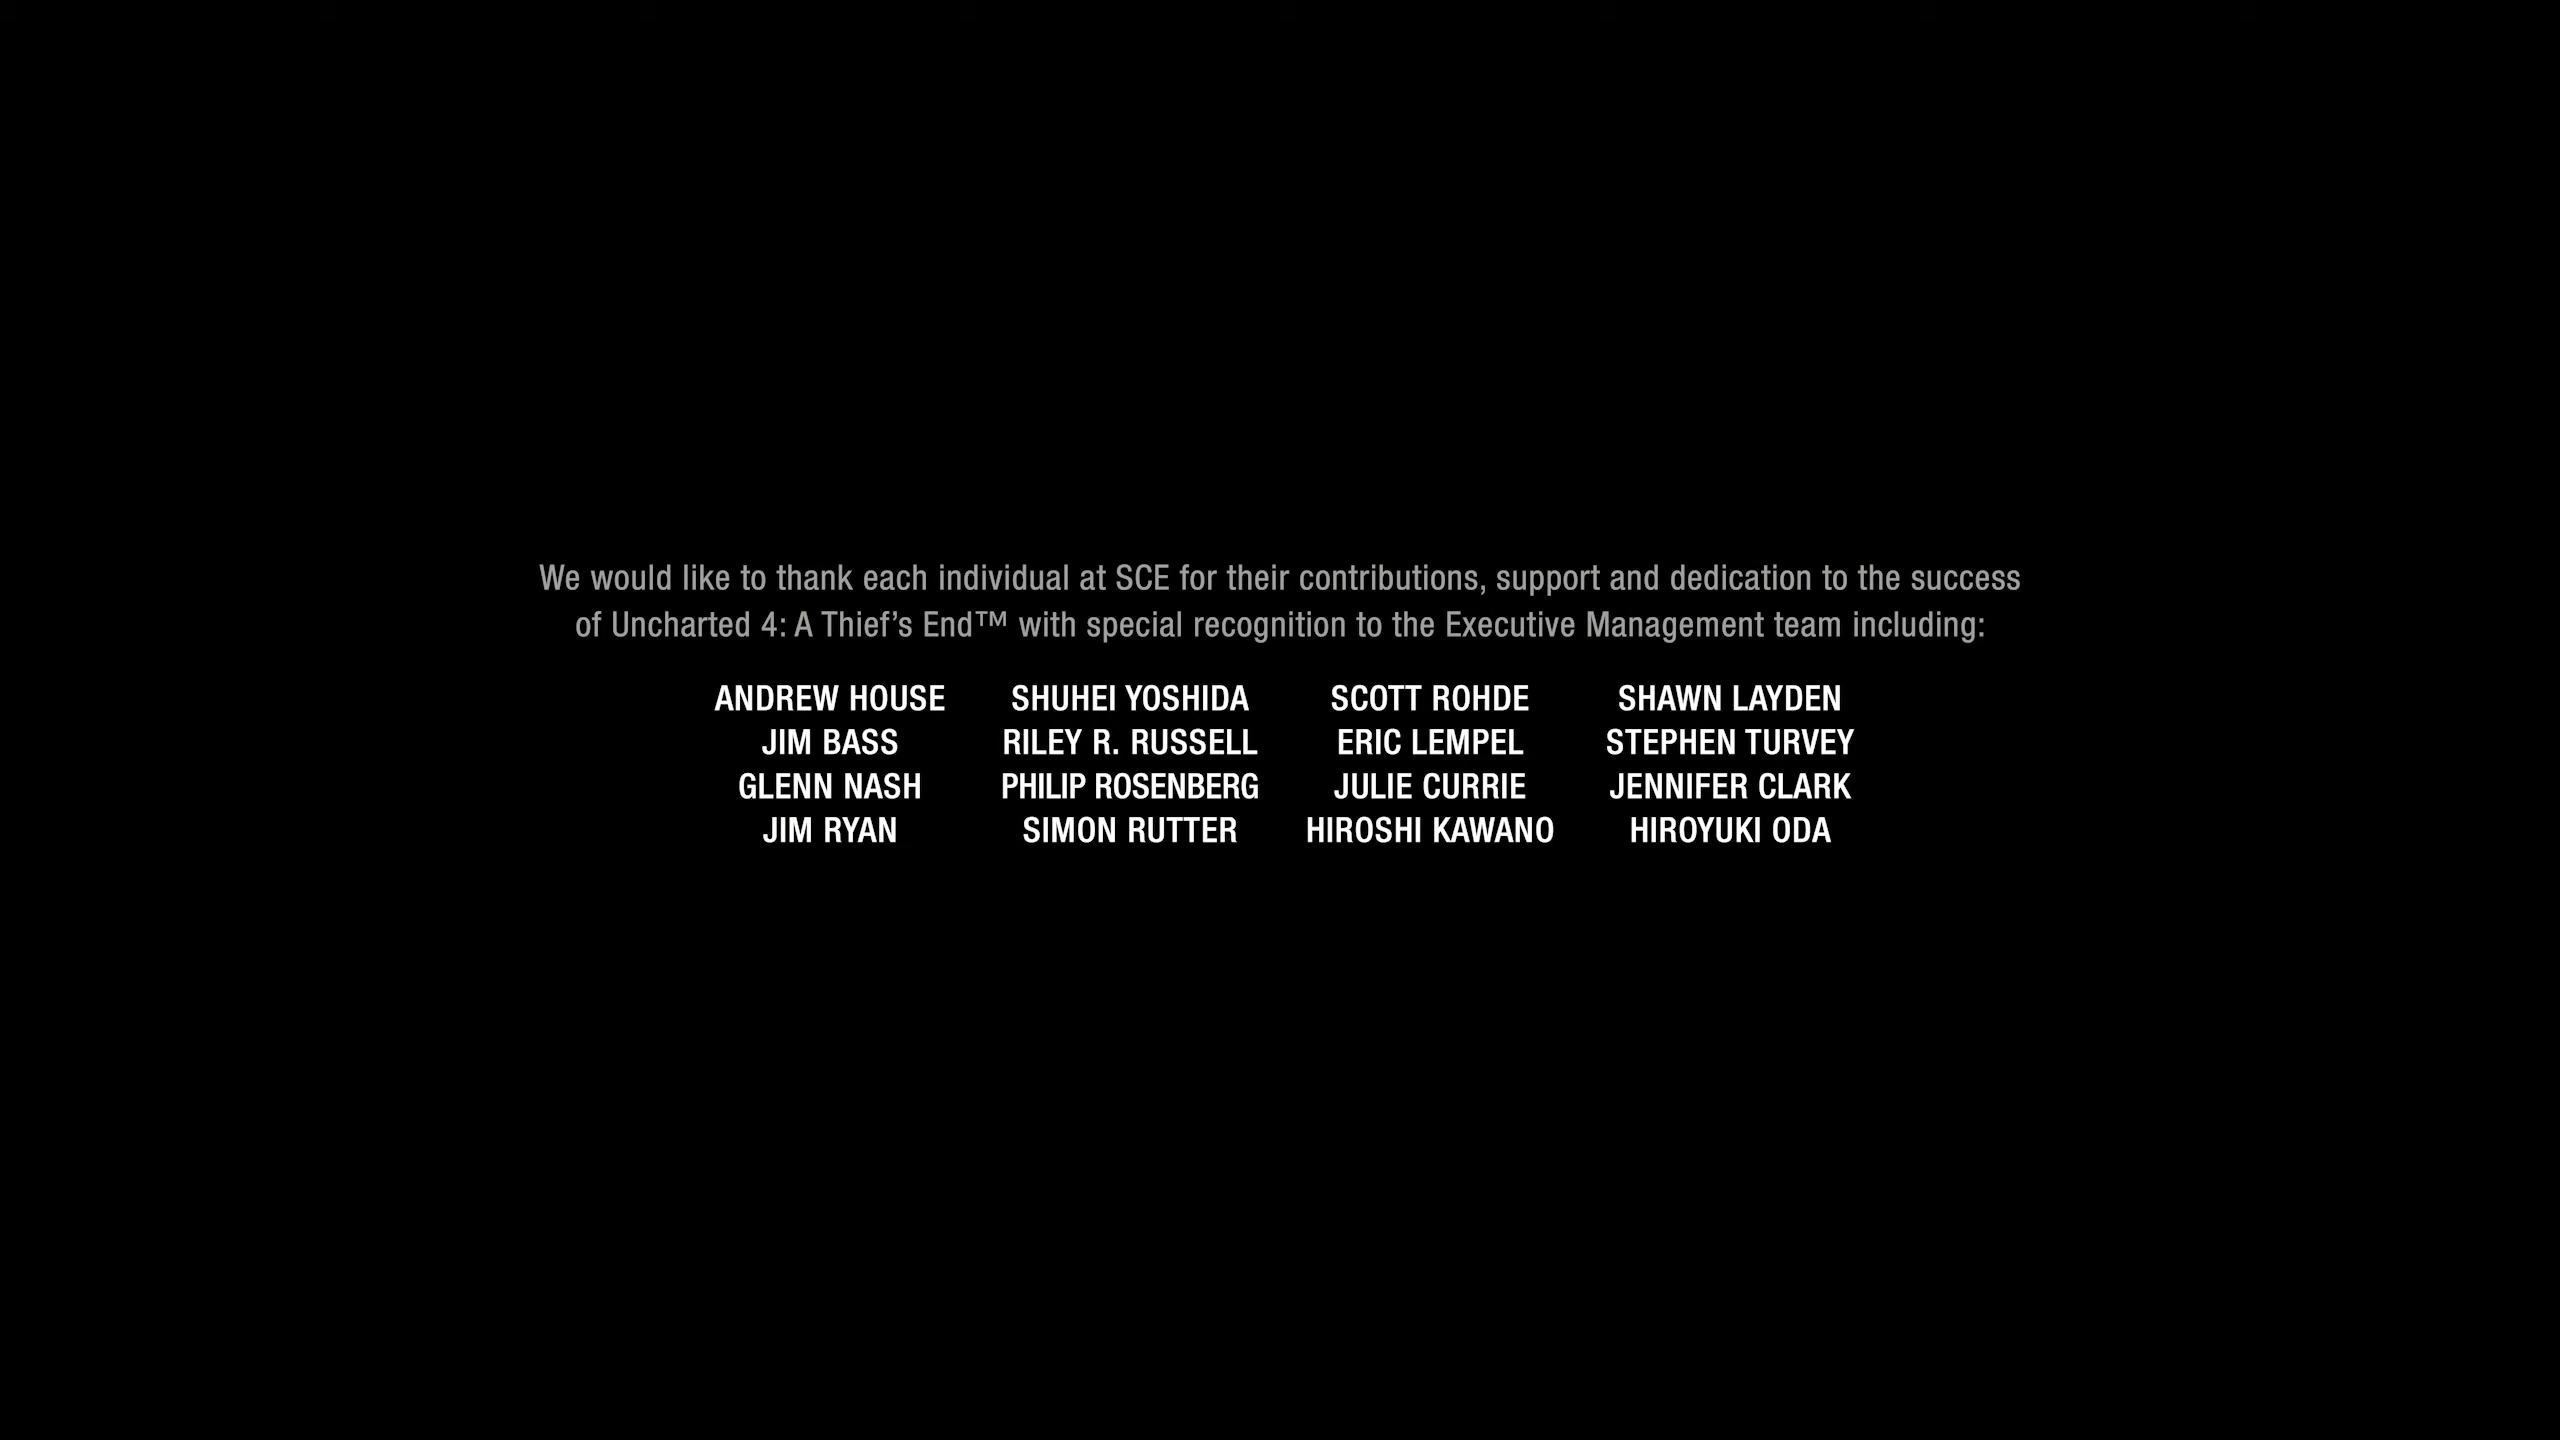 We would like to thank each individual at SCE for their contributions, support and dedication to the success
of Uncharted 4: A Thief’s End™ with special recognition to the Executive Management team including:
ANDREW HOUSE SHUHEI YOSHIDA SCOTT ROHDE SHAWN LAYDEN
JIM BASS RILEY R. RUSSELL ERIC LEMPEL STEPHEN TURVEY
GLENN NASH PHILIP ROSENBERG JULIE CURRIE JENNIFER CLARK
JIM RYAN SIMON RUTTER HIROSHI KAWANO HIROYUKI ODA